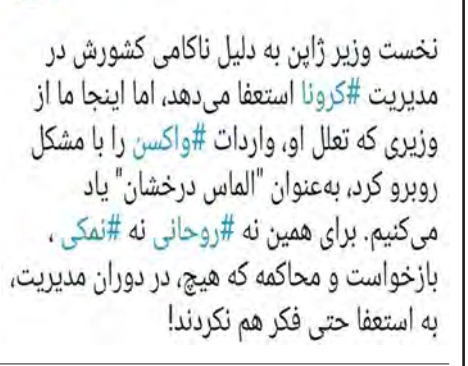 نخست وزیر ژاپن به دلیل ناکامی کشورش در
مدیریت #کرونا استعفا می‌دهد، اما اینجا ما از
وزیری که تعلل او، واردات #واکسن را با مشکل
روبرو کرد، به‌عنوان "الماس درخشان" یاد
می‌کنیم. برای همین نه #روحانی نه #نمکی ،
بازخواست و محاکمه که هیچ، در دوران مدیریت،
به استعفا حتی فکر هم نکردند!